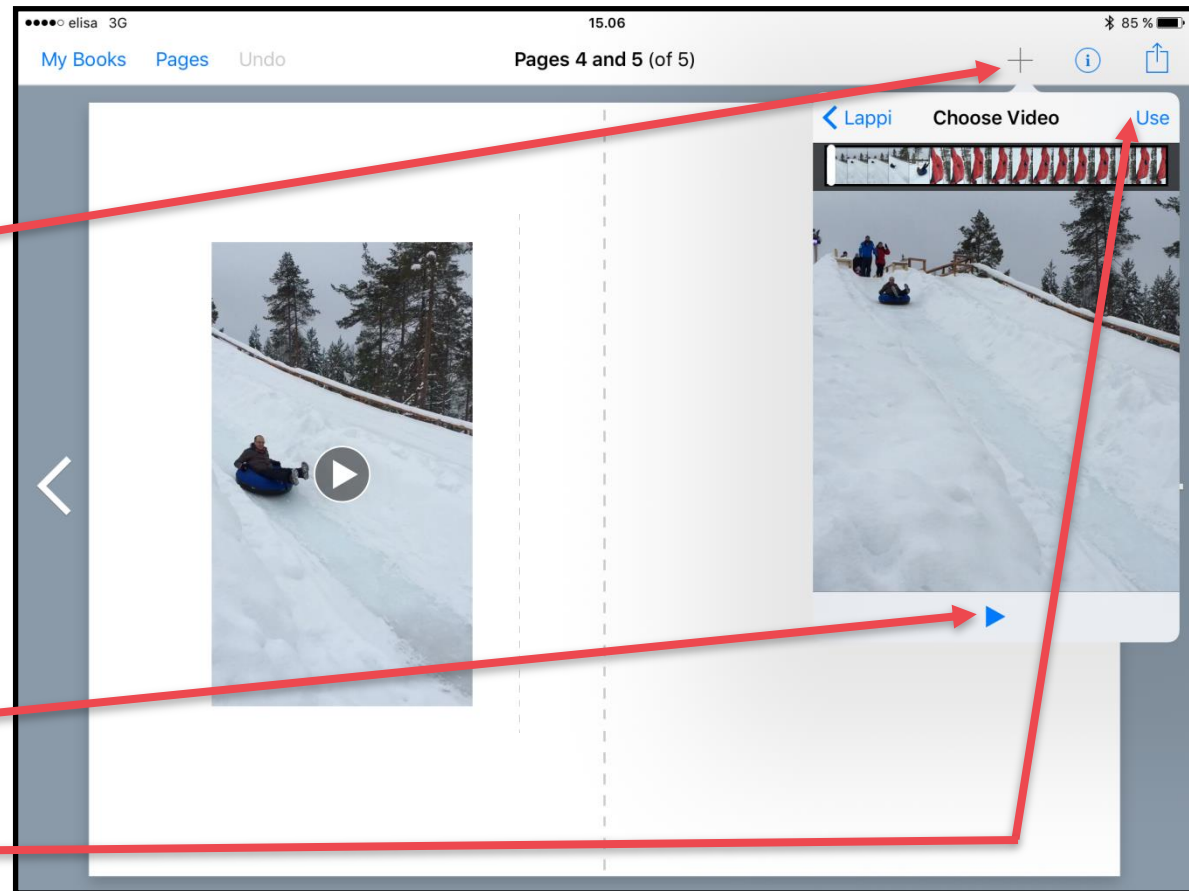 elisa 3G 15.06 85 %
My Books Pages Undo Pages 4 and 5 (of 5)
Lappi Choose Video Use